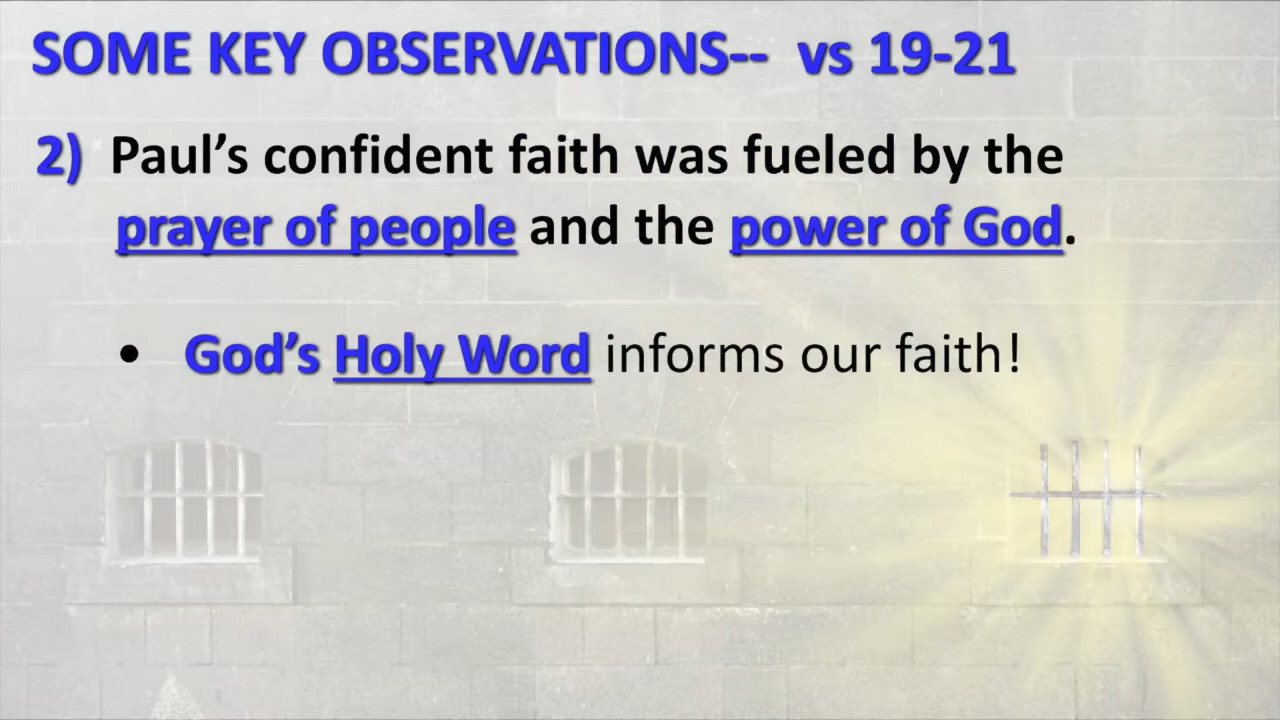 SOME KEY OBSERVATIONS-- vs 19-21
2) Paul’s confident faith was fueled by the
prayer of people and the power of God.
• God’s Holy Word informs our faith!